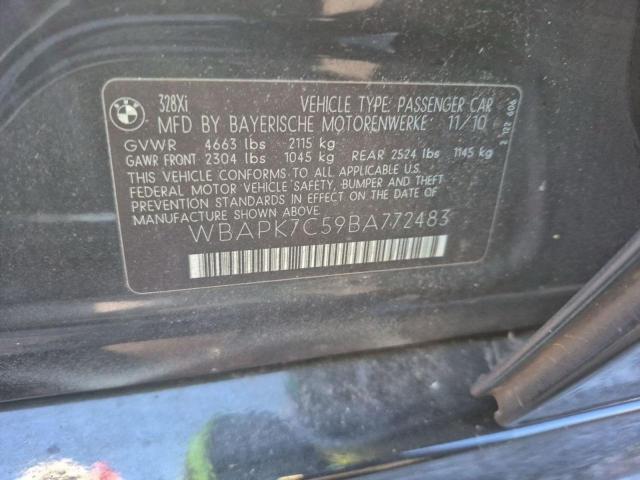 328Xi VEHICLE TYPE: PASSENGER CAR
MFD BY BAYERISCHE MOTORENWERKE 11/10
GVWR 4663 lbs 2115 kg
GAWR FRONT 2304 lbs 1045 kg REAR 2524 lbs 1145 kg
THIS VEHICLE CONFORMS TO ALL APPLICABLE U.S.
FEDERAL MOTOR VEHICLE SAFETY, BUMPER AND THEFT
PREVENTION STANDARDS IN EFFECT ON THE DATE OF
MANUFACTURE SHOWN ABOVE.
WBAPK7C59BA772483
BMW